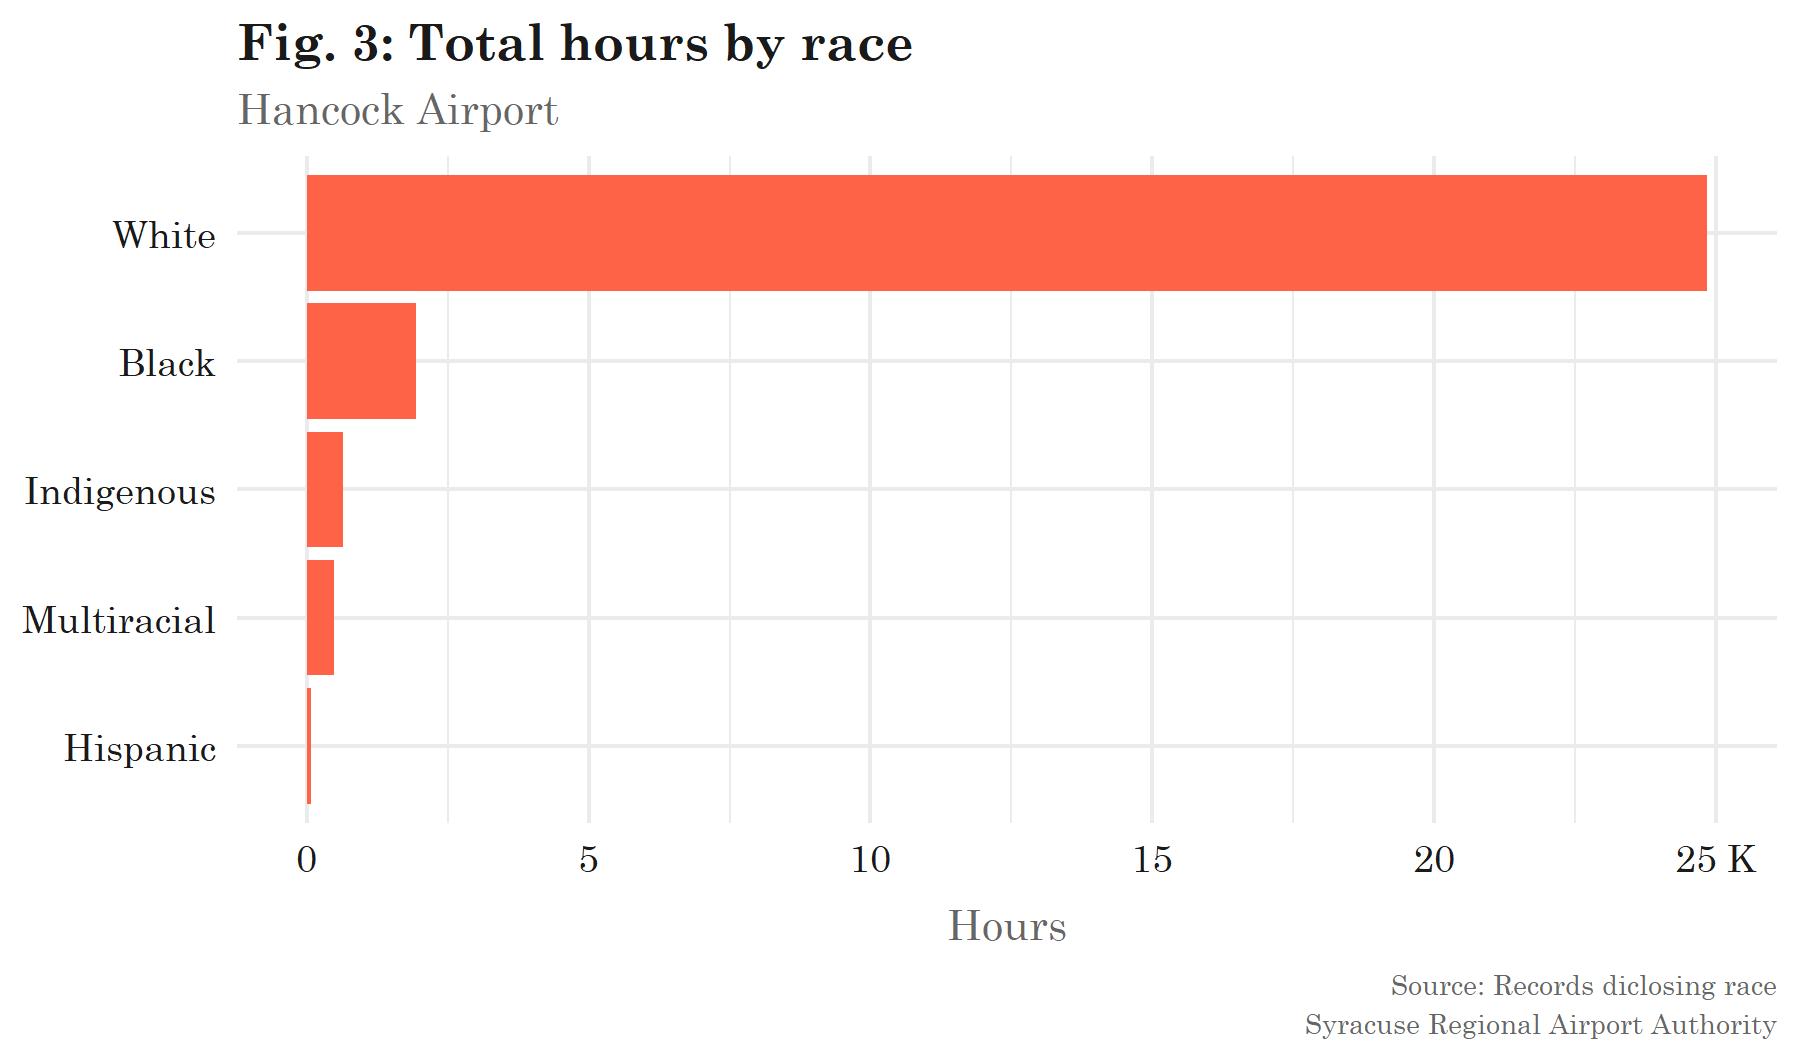 Fig. 3: Total hours by race
Hancock Airport
White
Black
Indigenous
Multiracial
Hispanic
0 5 10 15 20 25 K
Hours
Source: Records diclosing race
Syracuse Regional Airport Authority